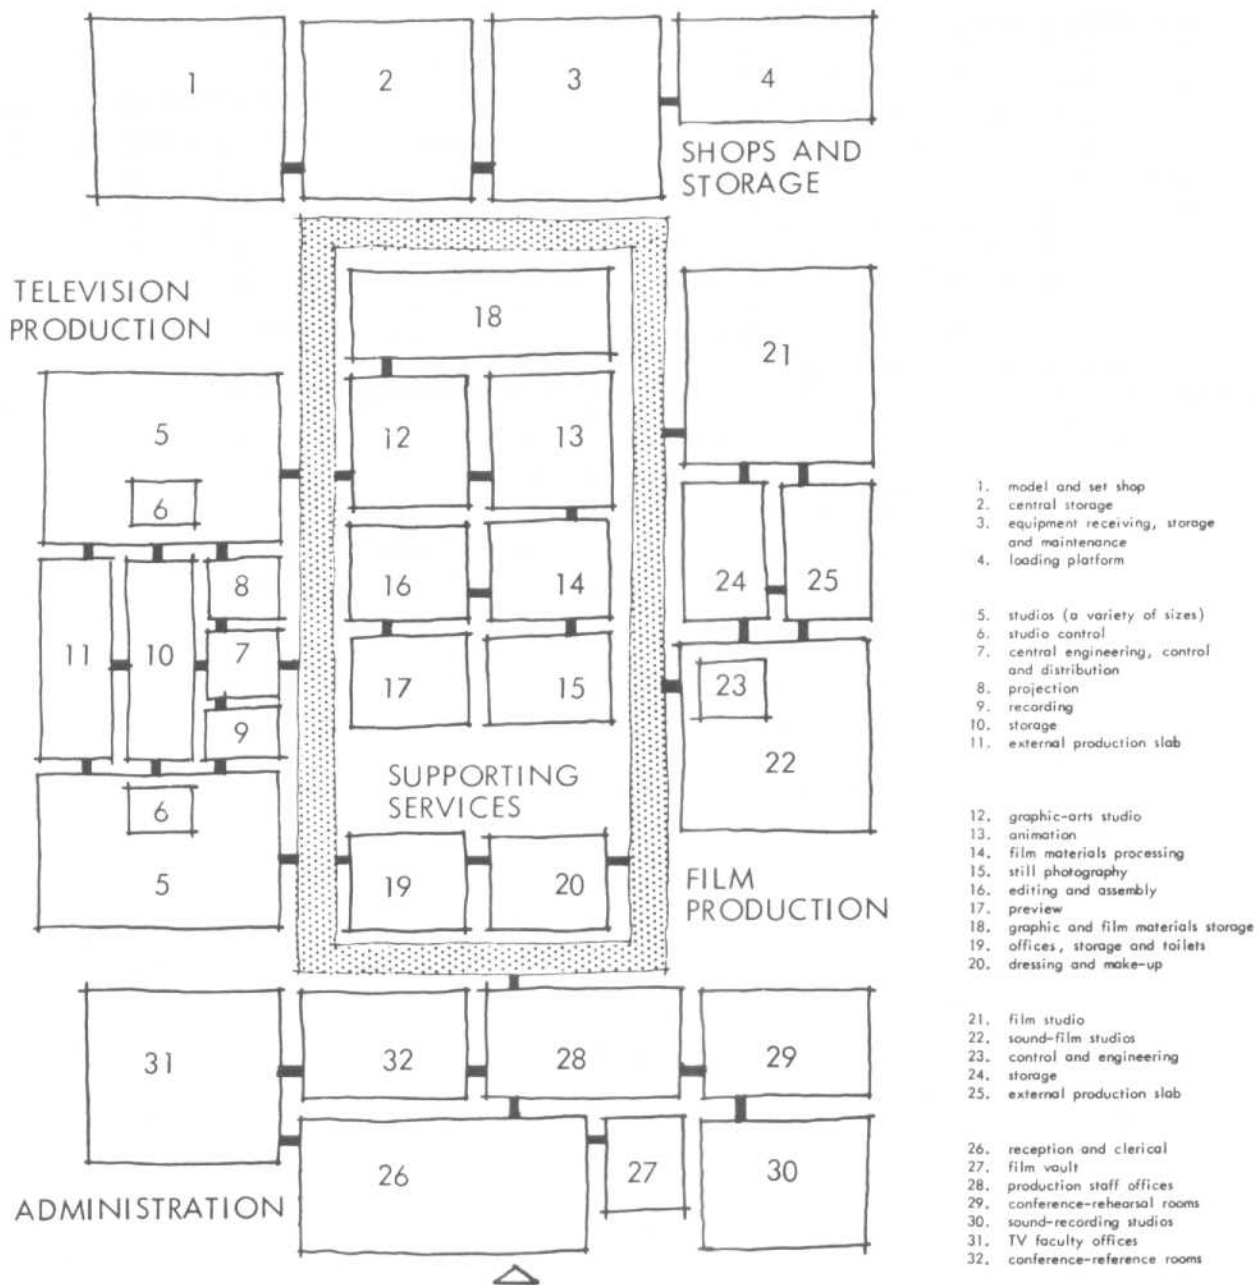 1
2
3
4
SHOPS AND
STORAGE
TELEVISION
PRODUCTION
18
21
5
12
13
6
8
16
14
24
25
11
10
7
17
15
23
9
22
SUPPORTING
SERVICES
6
5
19
20
FILM
PRODUCTION
31
32
28
29
26
27
30
ADMINISTRATION
1. model and set shop
2. central storage
3. equipment receiving, storage
and maintenance
4. loading platform
5. studios (a variety of sizes)
6. studio control
7. central engineering, control
and distribution
8. projection
9. recording
10. storage
11. external production slab
12. graphic-arts studio
13. animation
14. film materials processing
15. still photography
16. editing and assembly
17. preview
18. graphic and film materials storage
19. offices, storage and toilets
20. dressing and make-up
21. film studio
22. sound-film studios
23. control and engineering
24. storage
25. external production slab
26. reception and clerical
27. film vault
28. production staff offices
29. conference-rehearsal rooms
30. sound-recording studios
31. TV faculty offices
32. conference-reference rooms